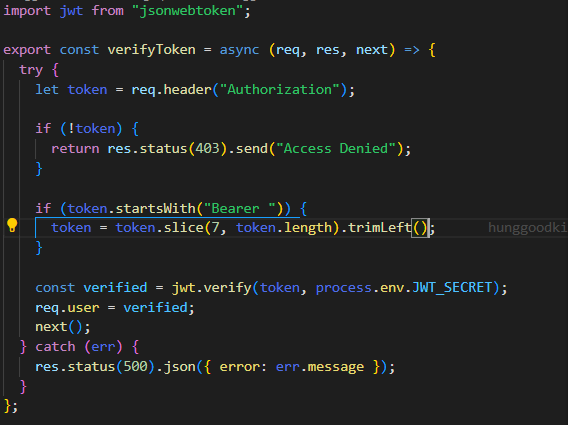 import jwt from "jsonwebtoken";
export const verifyToken = async (req, res, next) => {
try {
let token = req.header("Authorization");
if (!token) {
return res.status(403).send("Access Denied");
}
if (token.startsWith("Bearer ")) {
token = token.slice(7, token.length).trimLeft(); hunggoodki
}
const verified = jwt.verify(token, process.env.JWT_SECRET);
req.user = verified;
next();
} catch (err) {
res.status(500).json({ error: err.message });
}
};